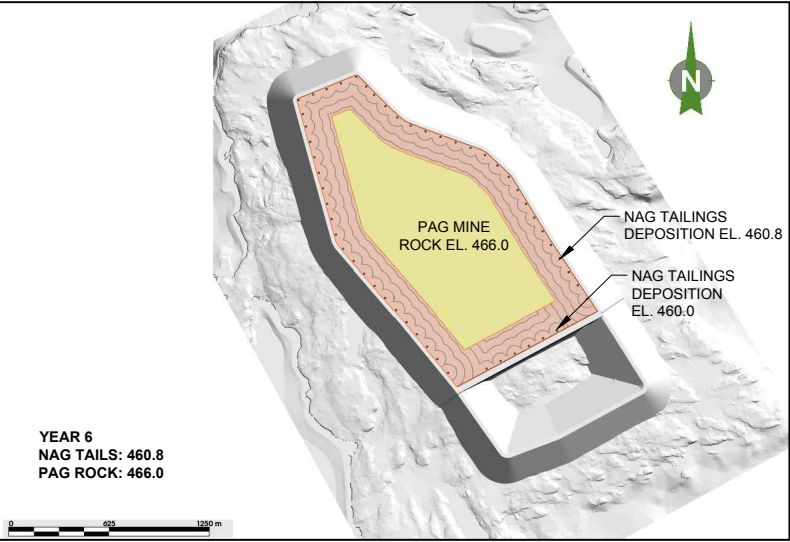 N
PAG MINE
ROCK EL. 466.0
NAG TAILINGS
DEPOSITION EL. 460.8
NAG TAILINGS
DEPOSITION
EL. 460.0
YEAR 6
NAG TAILS: 460.8
PAG ROCK: 466.0
0 625 1250 m